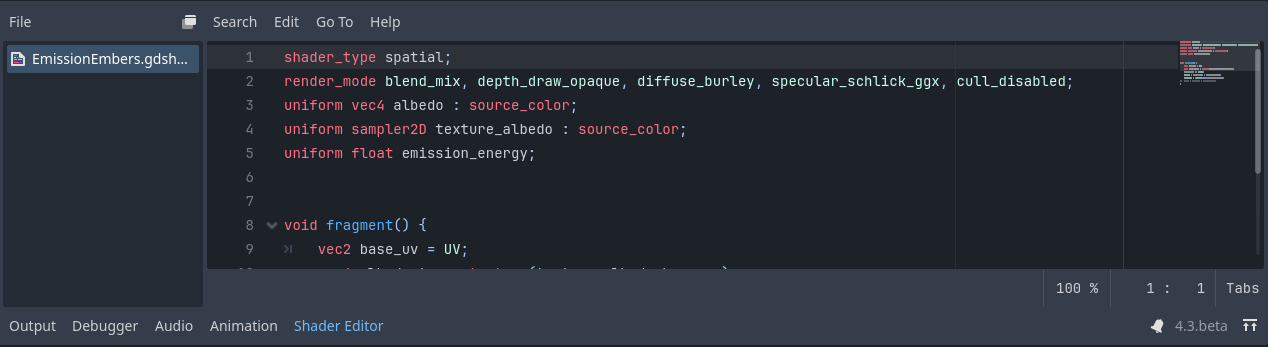 File
Search Edit Go To Help
EmissionEmbers.gdsh...
1 shader_type spatial;
2 render_mode blend_mix, depth_draw_opaque, diffuse_burley, specular_schlick_ggx, cull_disabled;
3 uniform vec4 albedo : source_color;
4 uniform sampler2D texture_albedo : source_color;
5 uniform float emission_energy;
6
7
8 void fragment() {
9 vec2 base_uv = UV;
100 % 1 : 1 Tabs
Output Debugger Audio Animation Shader Editor 4.3.beta